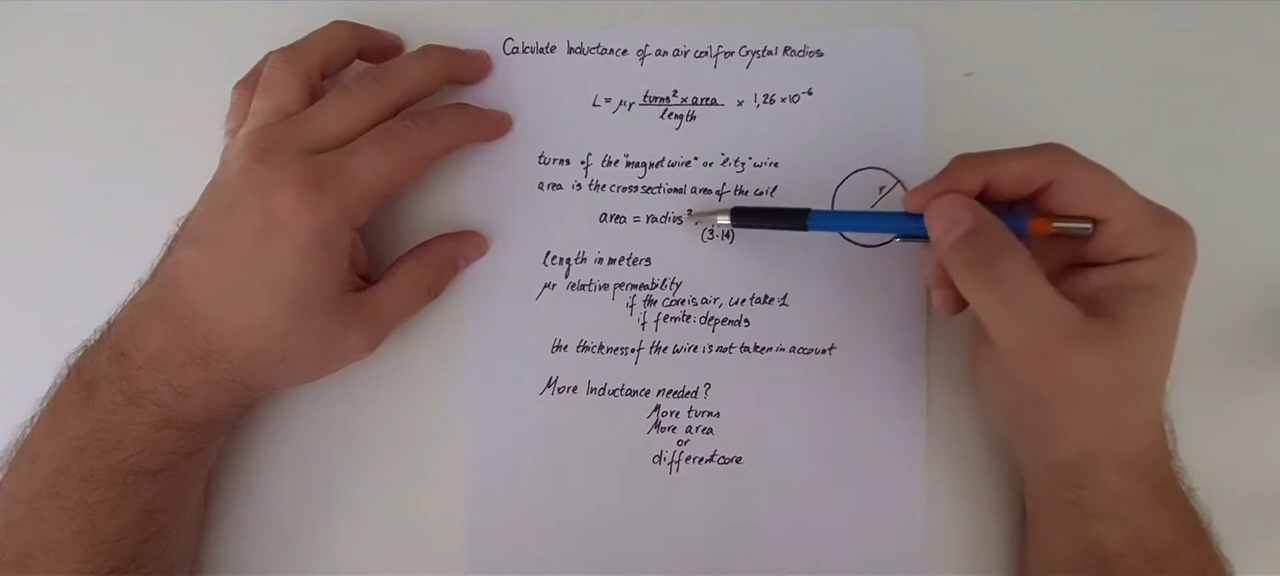 Calculate Inductance of an air coil for Crystal Radios
L = μr turns² × area / length × 1,26 × 10⁻⁶
turns of the "magnet wire" or "litz" wire
area is the cross sectional area of the coil
r
area = radius² .
(3.14)
length in meters
μr relative permeability
if the core is air, we take: 1
if ferrite: depends
the thickness of the wire is not taken in account
More Inductance needed?
More turns
More area
or
different core